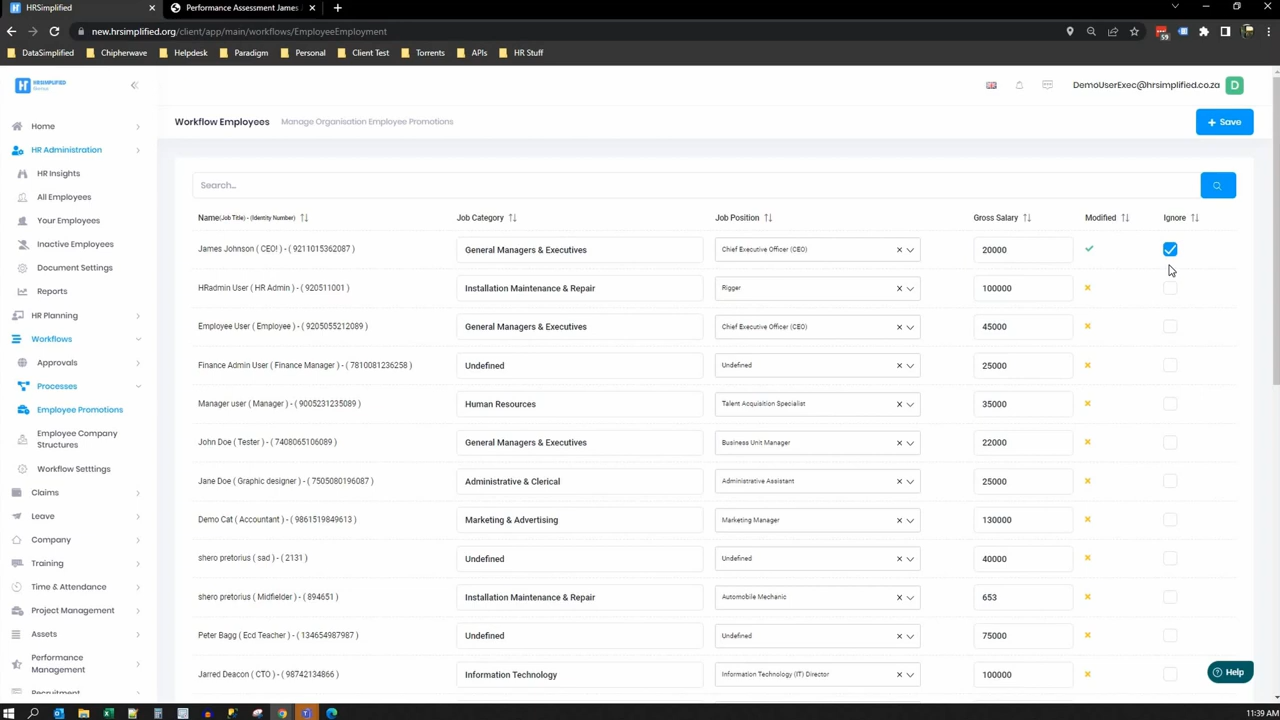 HRSimplified
Performance Assessment James
new.hrsimplified.org/client/app/main/workflows/EmployeeEmployment
59
DataSimplified Chipherwave Helpdesk Paradigm Personal Client Test Torrents APIs HR Stuff
HRSIMPLIFIED
DemoUserExec@hrsimplified.co.za D
Workflow Employees Manage Organisation Employee Promotions + Save
Home
HR Administration
HR Insights
All Employees
Your Employees
Inactive Employees
Document Settings
Reports
HR Planning
Workflows
Approvals
Processes
Employee Promotions
Employee Company
Structures
Workflow Setttings
Claims
Leave
Company
Training
Time & Attendance
Project Management
Assets
Performance
Management
Recruitment
Search...
Name(Job Title) - (Identity Number) Job Category Job Position Gross Salary Modified Ignore
James Johnson ( CEO! ) - ( 9211015362087 ) General Managers & Executives Chief Executive Officer (CEO) 20000
HRadmin User ( HR Admin ) - ( 920511001 ) Installation Maintenance & Repair Rigger 100000
Employee User ( Employee ) - ( 9205055212089 ) General Managers & Executives Chief Executive Officer (CEO) 45000
Finance Admin User ( Finance Manager ) - ( 7810081236258 ) Undefined Undefined 25000
Manager user ( Manager ) - ( 9005231235089 ) Human Resources Talent Acquisition Specialist 35000
John Doe ( Tester ) - ( 7408065106089 ) General Managers & Executives Business Unit Manager 22000
Jane Doe ( Graphic designer ) - ( 7505080196087 ) Administrative & Clerical Administrative Assistant 25000
Demo Cat ( Accountant ) - ( 9861519849613 ) Marketing & Advertising Marketing Manager 130000
shero pretorius ( sad ) - ( 2131 ) Undefined Undefined 40000
shero pretorius ( Midfielder ) - ( 894651 ) Installation Maintenance & Repair Automobile Mechanic 653
Peter Bagg ( Ecd Teacher ) - ( 134654987987 ) Undefined Undefined 75000
Jarred Deacon ( CTO ) - ( 98742134866 ) Information Technology Information Technology (IT) Director 100000
Help
11:39 AM